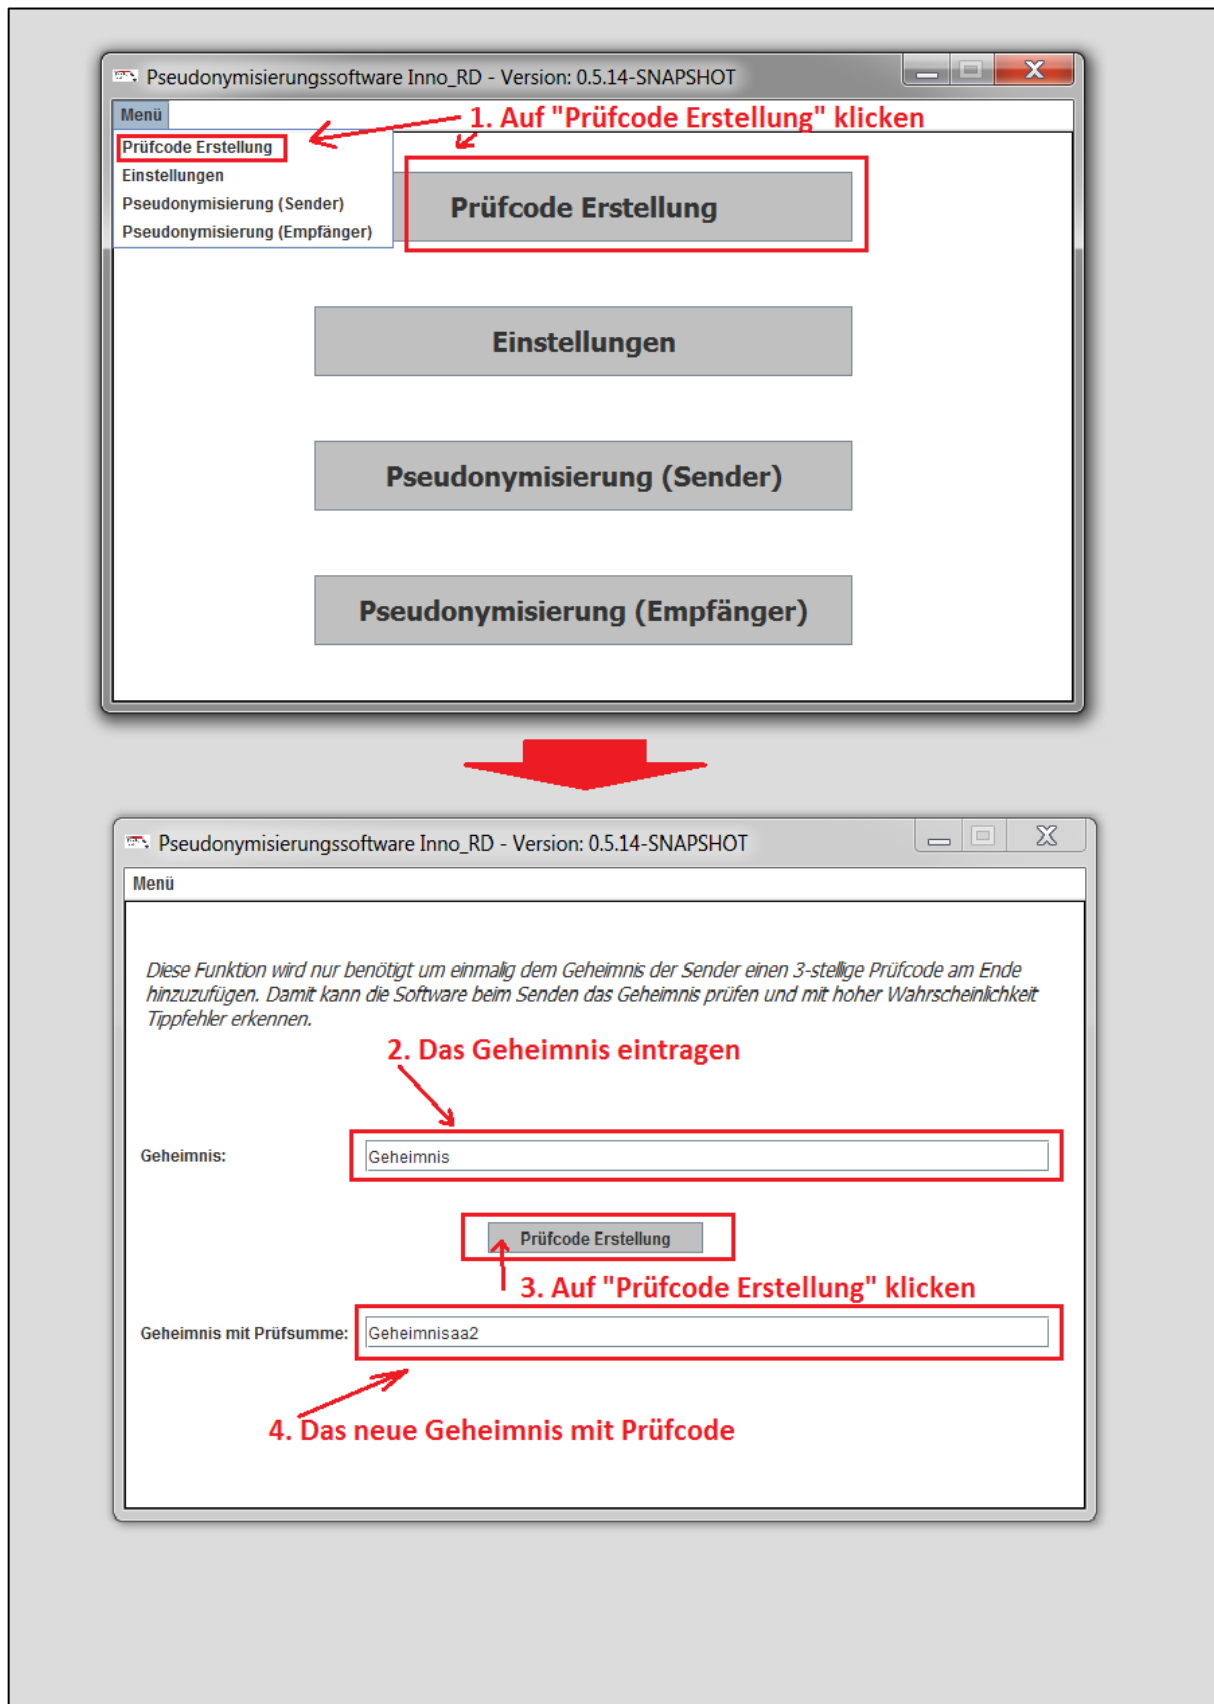 Pseudonymisierungssoftware Inno_RD - Version: 0.5.14-SNAPSHOT
Menü
1. Auf "Prüfcode Erstellung" klicken
Prüfcode Erstellung
Einstellungen
Pseudonymisierung (Sender)
Pseudonymisierung (Empfänger)
Prüfcode Erstellung
Einstellungen
Pseudonymisierung (Sender)
Pseudonymisierung (Empfänger)
Pseudonymisierungssoftware Inno_RD - Version: 0.5.14-SNAPSHOT
Menü
Diese Funktion wird nur benötigt um einmalig dem Geheimnis der Sender einen 3-stellige Prüfcode am Ende
hinzuzufügen. Damit kann die Software beim Senden das Geheimnis prüfen und mit hoher Wahrscheinlichkeit
Tippfehler erkennen.
2. Das Geheimnis eintragen
Geheimnis: Geheimnis
Prüfcode Erstellung
3. Auf "Prüfcode Erstellung" klicken
Geheimnis mit Prüfsumme: Geheimnisaa2
4. Das neue Geheimnis mit Prüfcode